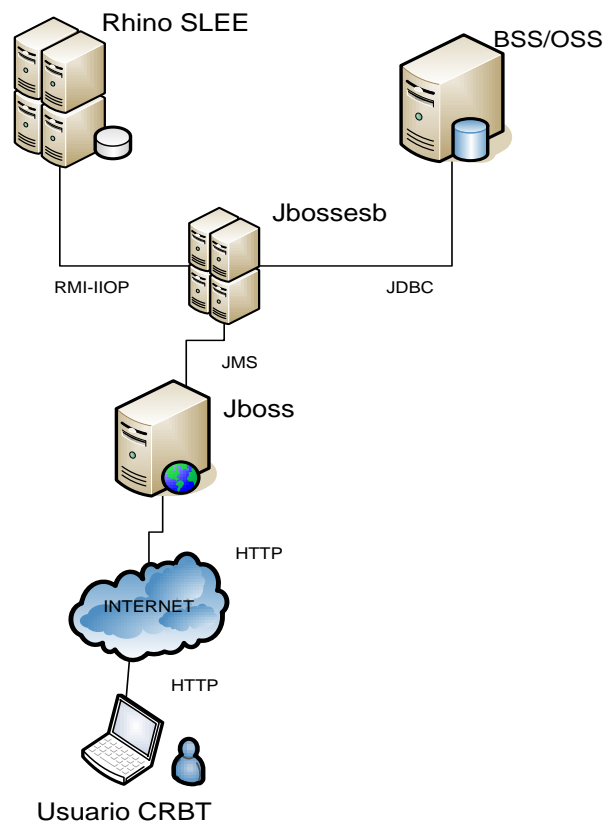 Rhino SLEE
BSS/OSS
Jbossesb
RMI-IIOP
JDBC
JMS
Jboss
HTTP
INTERNET
HTTP
Usuario CRBT